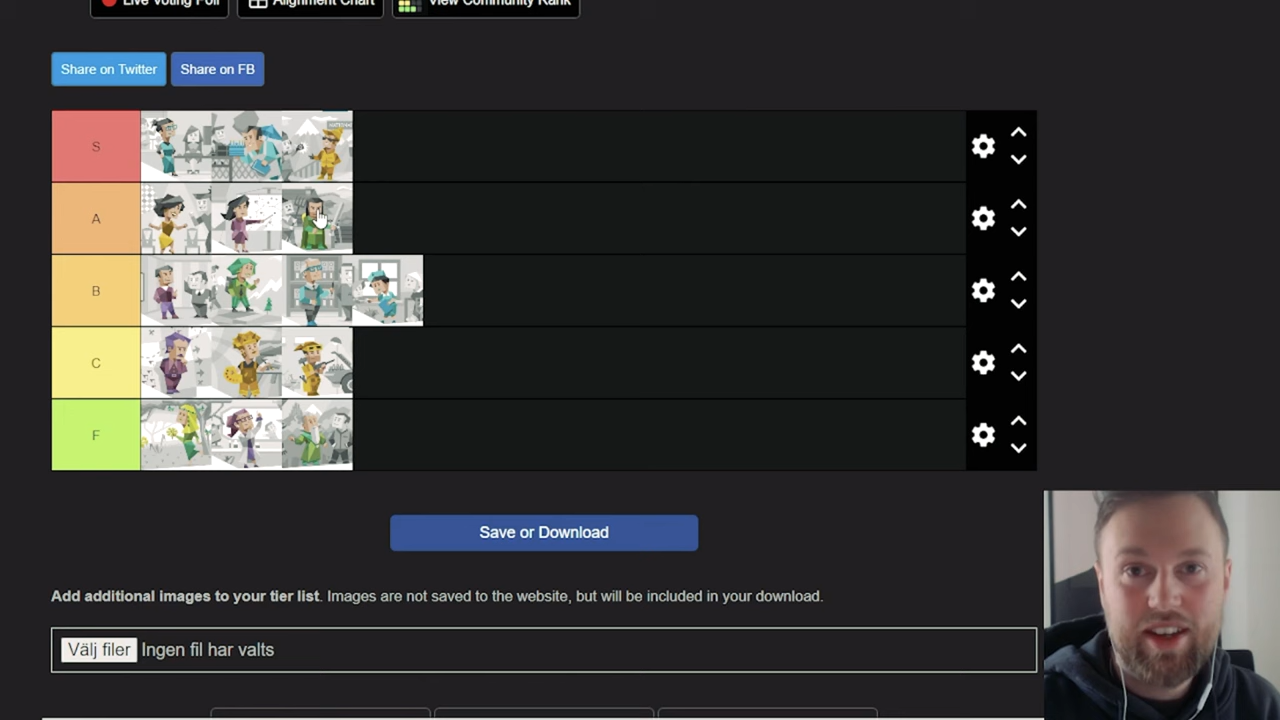 Live Voting Poll
Alignment Chart
View Community Rank
Share on Twitter
Share on FB
S
A
B
C
F
Save or Download
Add additional images to your tier list. Images are not saved to the website, but will be included in your download.
Välj filer Ingen fil har valts